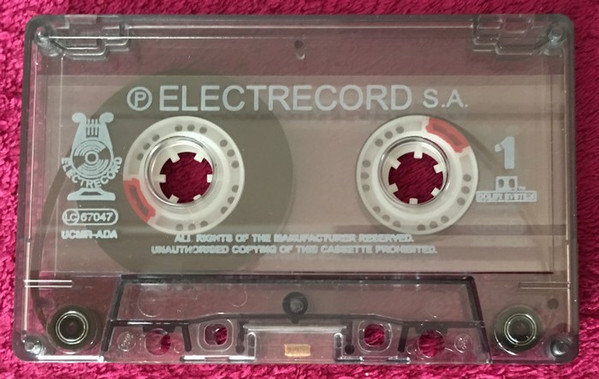 Ⓟ ELECTRECORD S.A.
1
ELECTRECORD
DOLBY SYSTEM
LC 67047
UCMR-ADA
ALL RIGHTS OF THE MANUFACTURER RESERVED.
UNAUTHORISED COPYING OF THIS CASSETTE PROHIBITED.